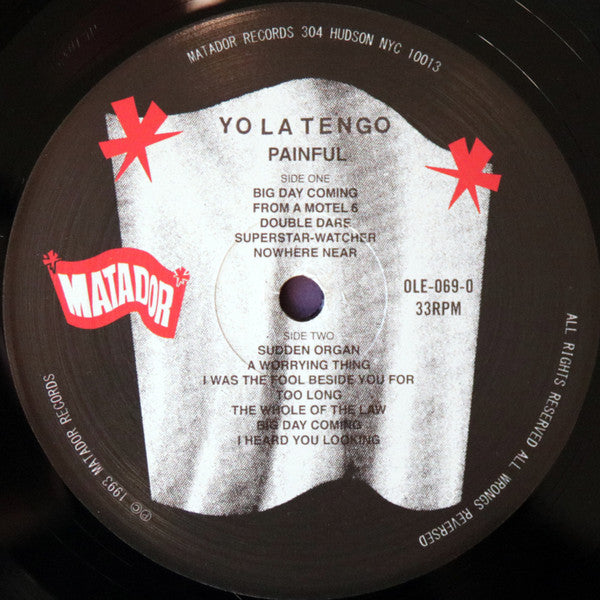 MATADOR RECORDS 304 HUDSON NYC 10013
YO LA TENGO
PAINFUL
SIDE ONE
BIG DAY COMING
FROM A MOTEL 6
DOUBLE DARE
SUPERSTAR-WATCHER
NOWHERE NEAR
MATADOR
OLE-069-0
33RPM
SIDE TWO
SUDDEN ORGAN
A WORRYING THING
I WAS THE FOOL BESIDE YOU FOR
TOO LONG
THE WHOLE OF THE LAW
BIG DAY COMING
I HEARD YOU LOOKING
ALL RIGHTS RESERVED ALL WRONGS REVERSED
℗© 1993 MATADOR RECORDS